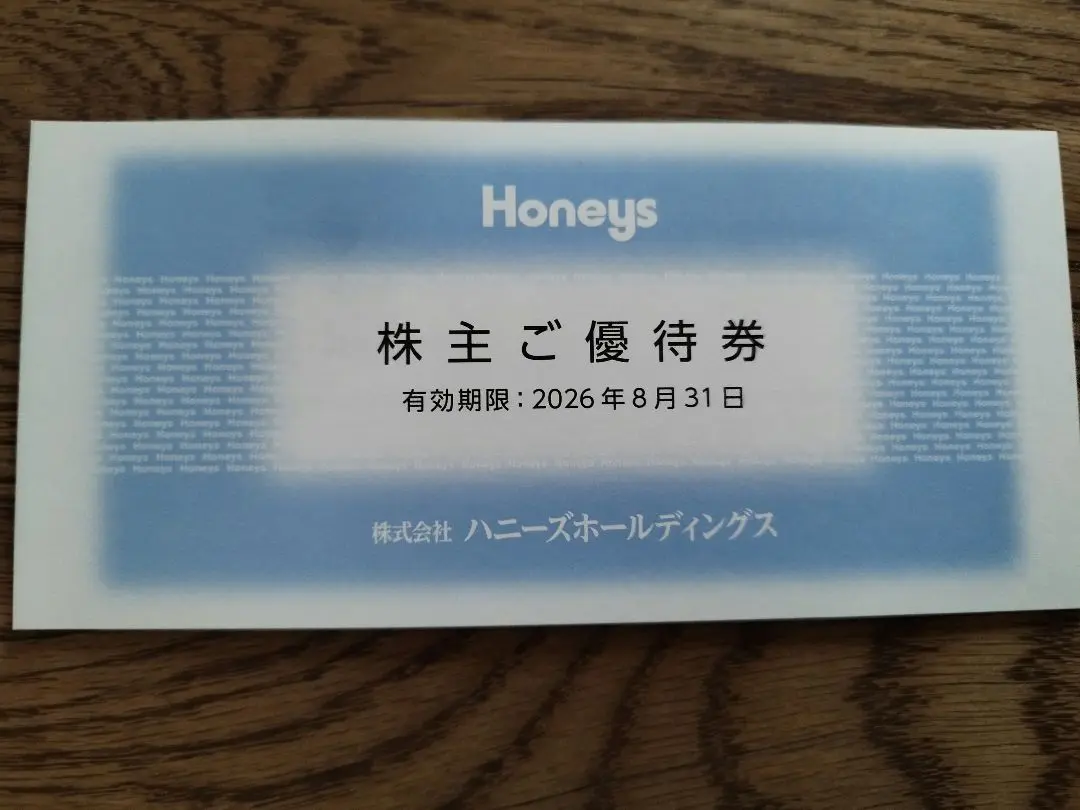 Honeys
株主ご優待券
有効期限：2026年8月31日
株式会社 ハニーズホールディングス